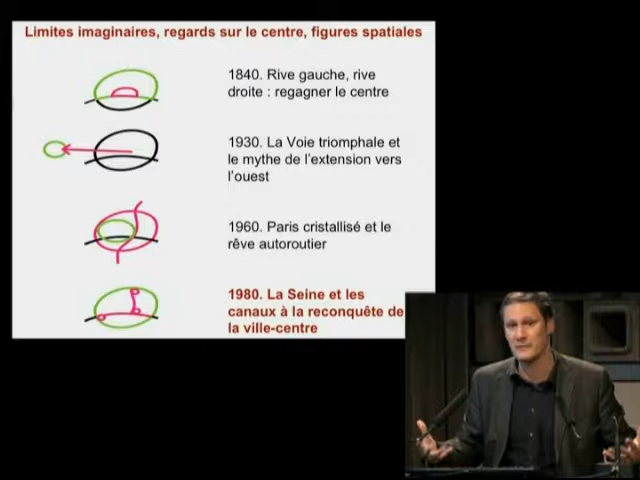 Limites imaginaires, regards sur le centre, figures spatiales
1840. Rive gauche, rive
droite : regagner le centre
1930. La Voie triomphale et
le mythe de l'extension vers
l'ouest
1960. Paris cristallisé et le
rêve autoroutier
1980. La Seine et les
canaux à la reconquête de
la ville-centre